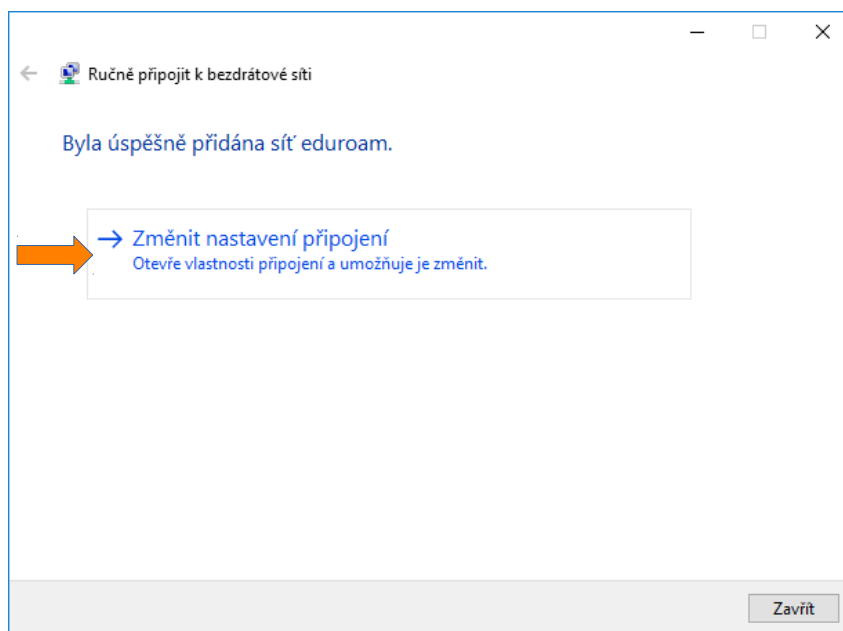 Ručně připojit k bezdrátové síti
Byla úspěšně přidána síť eduroam.
Změnit nastavení připojení
Otevře vlastnosti připojení a umožňuje je změnit.
Zavřít